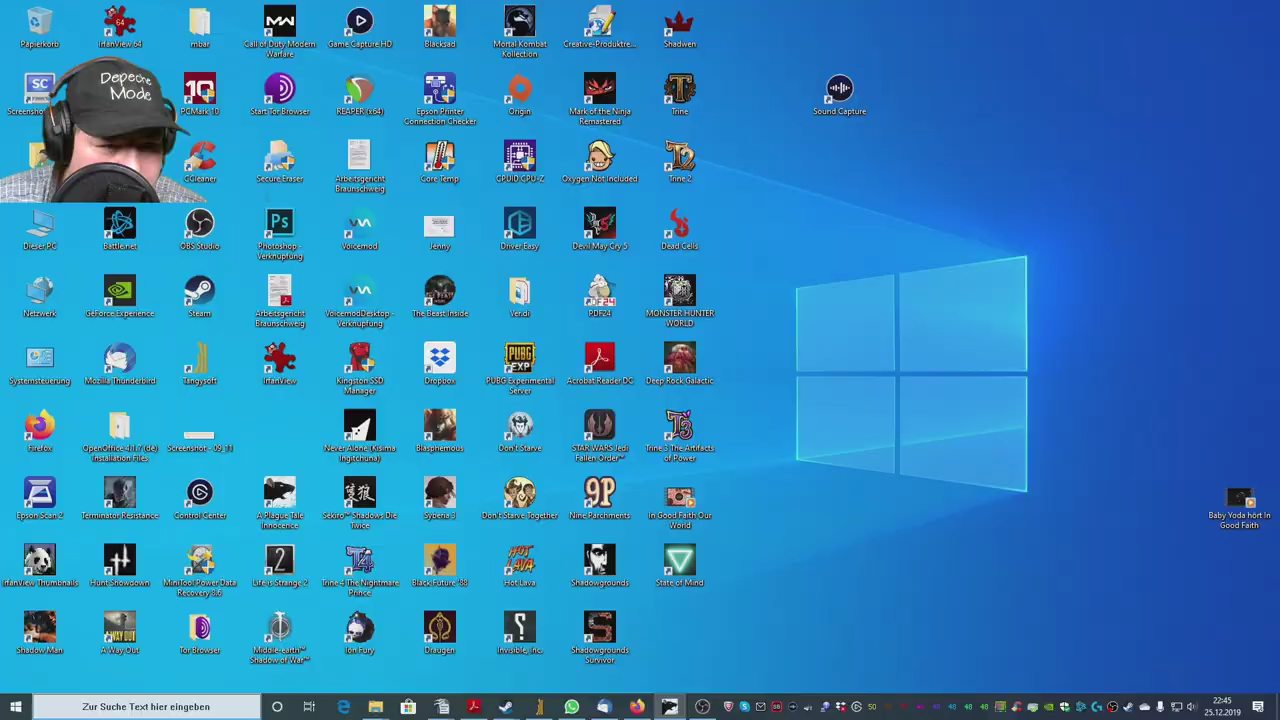 Papierkorb
IrfanView 64
mbar
Call of Duty Modern
Warfare
Game Capture HD
Blacksad
Mortal Kombat
Kollection
Creative-Produktre...
Shadwen
Depeche
Mode
PCMark 10
Start Tor Browser
REAPER (x64)
Epson Printer
Connection Checker
Origin
Mark of the Ninja
Remastered
Trine
Sound Capture
CCleaner
Secure Eraser
Arbeitsgericht
Braunschweig
Core Temp
CPUID CPU-Z
Oxygen Not Included
Trine 2
Dieser PC
Battle.net
OBS Studio
Photoshop -
Verknüpfung
Voicemod
Jenny
Driver Easy
Devil May Cry 5
Dead Cells
Netzwerk
GeForce Experience
Steam
Arbeitsgericht
Braunschweig
VoicemodDesktop -
Verknüpfung
The Beast Inside
Ver.di
PDF24
MONSTER HUNTER
WORLD
Systemsteuerung
Mozilla Thunderbird
Tangysoft
IrfanView
Kingston SSD
Manager
Dropbox
PUBG Experimental
Server
Acrobat Reader DC
Deep Rock Galactic
Firefox
OpenOffice 4.1.7 (de)
Installation Files
Screenshot - 09_11
Never Alone (Kisima
Ingitchuna)
Blasphemous
Don't Starve
STAR WARS Jedi
Fallen Order™
Trine 3 The Artifacts
of Power
Epson Scan 2
Terminator Resistance
Control Center
A Plague Tale
Innocence
Sekiro™ Shadows Die
Twice
Syberia 3
Don't Starve Together
Nine Parchments
In Good Faith Our
World
Baby Yoda hört In
Good Faith
IrfanView Thumbnails
Hunt Showdown
MiniTool Power Data
Recovery 8.6
Life is Strange 2
Trine 4 The Nightmare
Prince
Black Future '88
Hot Lava
Shadowgrounds
State of Mind
Shadow Man
A Way Out
Tor Browser
Middle-earth™
Shadow of War™
Ion Fury
Draugen
Invisible, Inc.
Shadowgrounds
Survivor
Zur Suche Text hier eingeben
22:45
25.12.2019